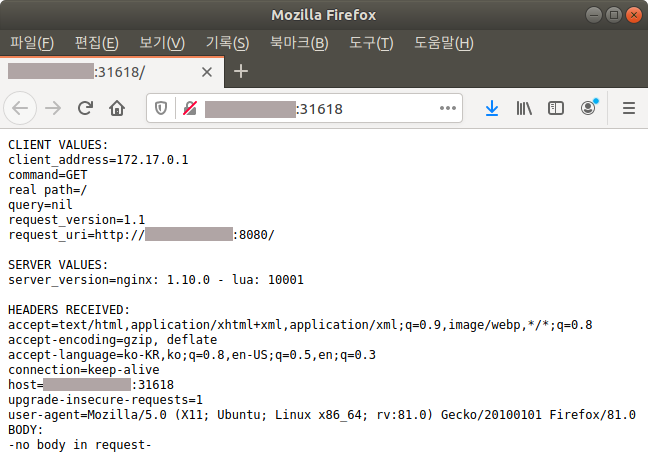 Mozilla Firefox
파일(F) 편집(E) 보기(V) 기록(S) 북마크(B) 도구(T) 도움말(H)
:31618/
:31618
CLIENT VALUES:
client_address=172.17.0.1
command=GET
real path=/
query=nil
request_version=1.1
request_uri=http:// :8080/
SERVER VALUES:
server_version=nginx: 1.10.0 - lua: 10001
HEADERS RECEIVED:
accept=text/html,application/xhtml+xml,application/xml;q=0.9,image/webp,*/*;q=0.8
accept-encoding=gzip, deflate
accept-language=ko-KR,ko;q=0.8,en-US;q=0.5,en;q=0.3
connection=keep-alive
host= :31618
upgrade-insecure-requests=1
user-agent=Mozilla/5.0 (X11; Ubuntu; Linux x86_64; rv:81.0) Gecko/20100101 Firefox/81.0
BODY:
-no body in request-